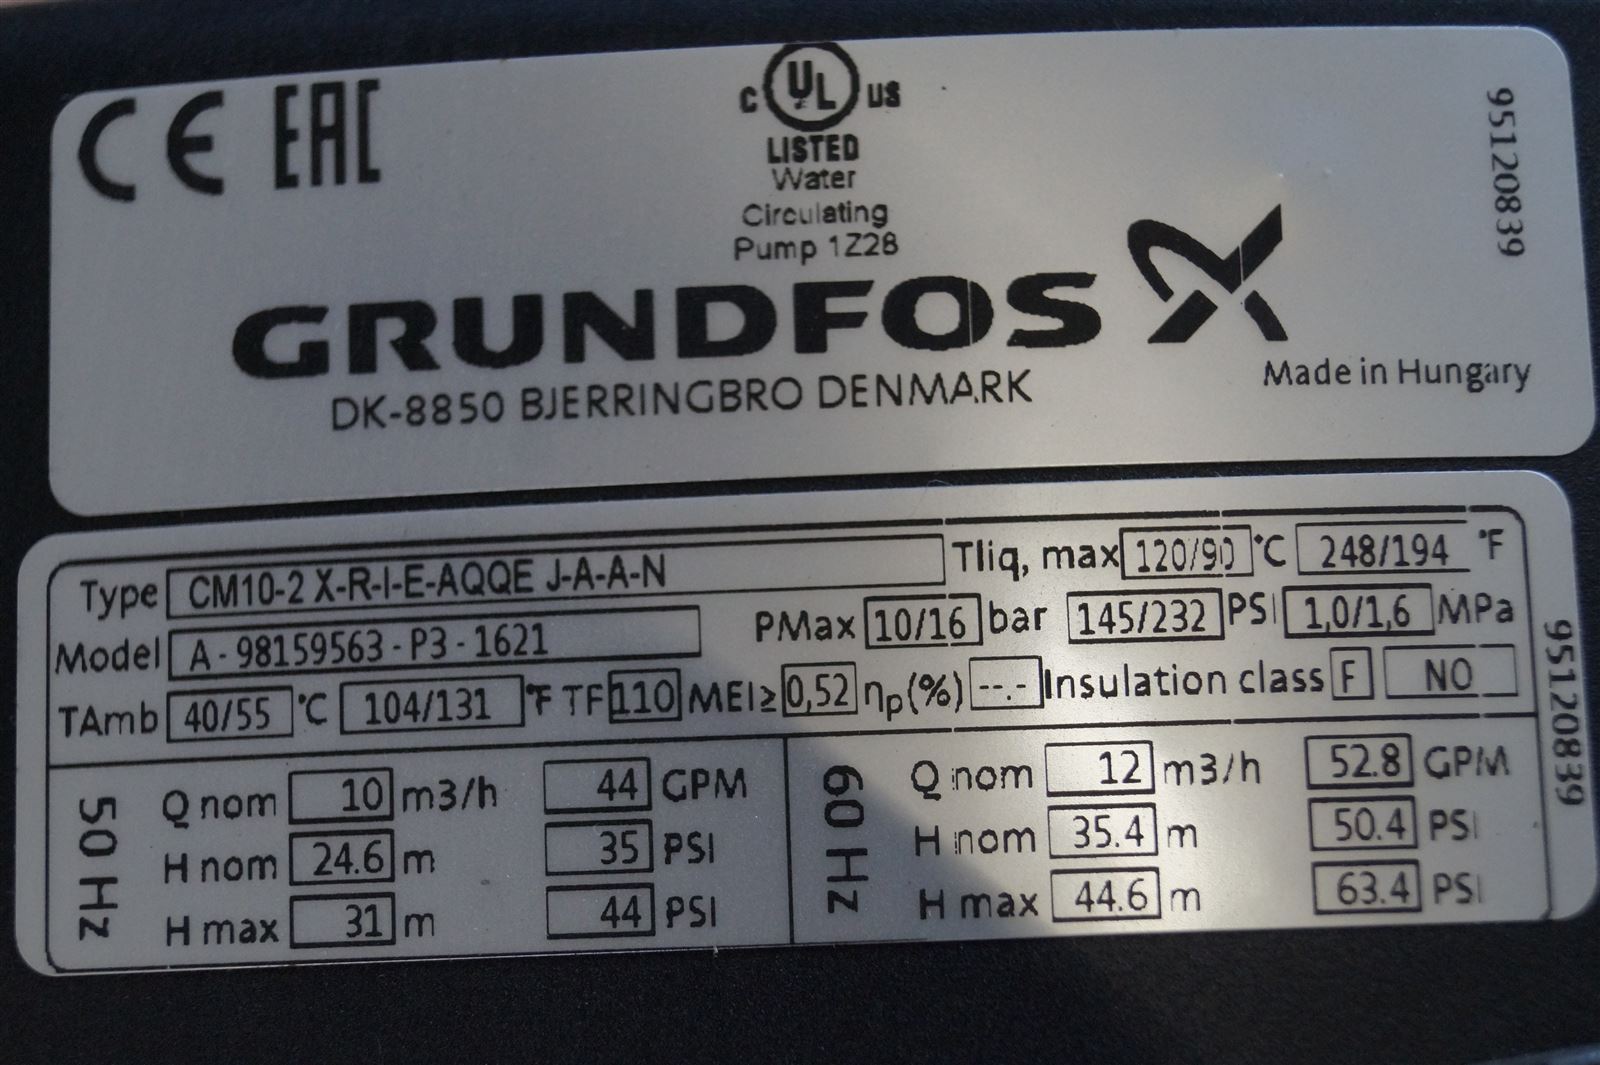 CE EAC
C UL US
LISTED
Water
Circulating
Pump 1Z28
95120839
GRUNDFOS
DK-8850 BJERRINGBRO DENMARK
Made in Hungary
Type CM10-2 X-R-I-E-AQQE J-A-A-N Tliq, max 120/90 °C 248/194 °F
Model A - 98159563 - P3 - 1621 PMax 10/16 bar 145/232 PSI 1,0/1,6 MPa
TAmb 40/55 °C 104/131 °F TF 110 MEI≥ 0,52 ηp(%) --.- Insulation class F NO
95120839
50 Hz
Q nom 10 m3/h 44 GPM
H nom 24.6 m 35 PSI
H max 31 m 44 PSI
60 Hz
Q nom 12 m3/h 52.8 GPM
H nom 35.4 m 50.4 PSI
H max 44.6 m 63.4 PSI